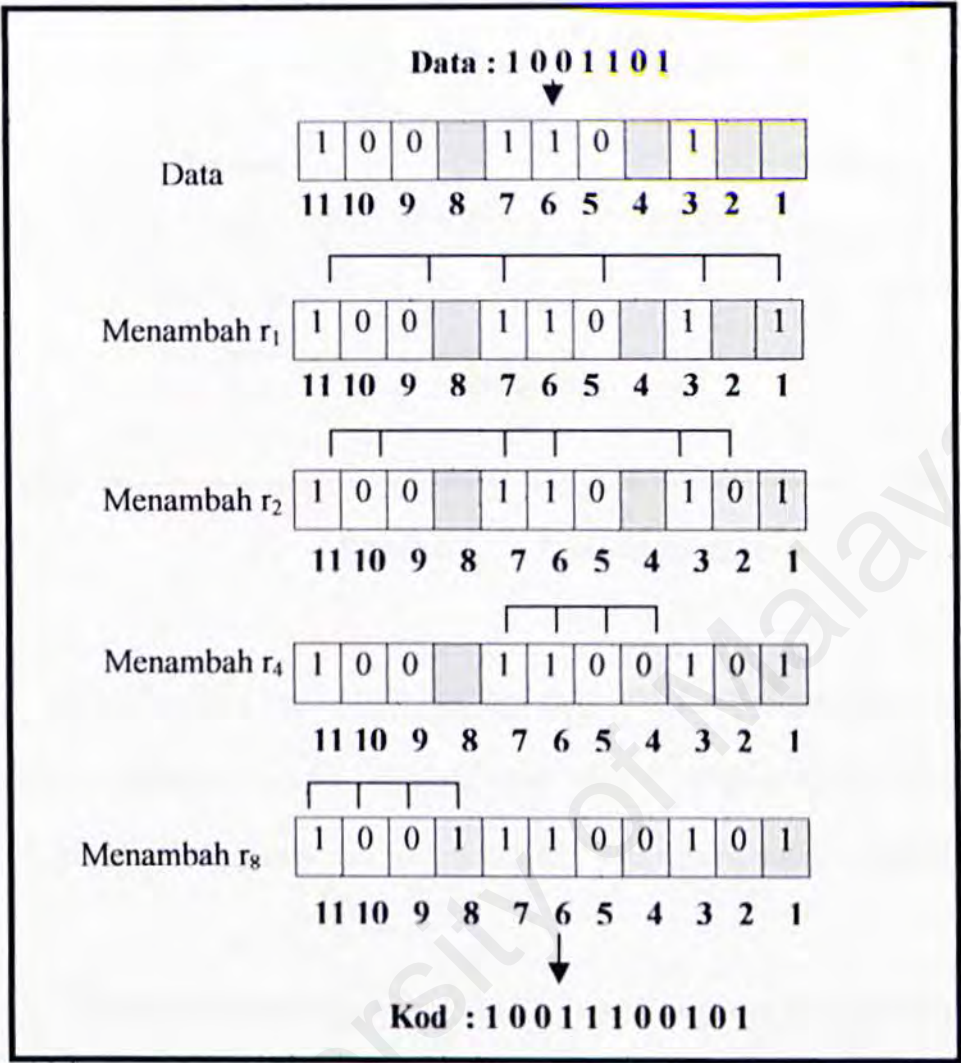 Data : 1 0 0 1 1 0 1
1 0 0 1 1 0 1
Data
11 10 9 8 7 6 5 4 3 2 1
Menambah r₁ 1 0 0 1 1 0 1 1
11 10 9 8 7 6 5 4 3 2 1
Menambah r₂ 1 0 0 1 1 0 1 0 1
11 10 9 8 7 6 5 4 3 2 1
Menambah r₄ 1 0 0 1 1 0 0 1 0 1
11 10 9 8 7 6 5 4 3 2 1
Menambah r₈ 1 0 0 1 1 1 0 0 1 0 1
11 10 9 8 7 6 5 4 3 2 1
Kod : 1 0 0 1 1 1 0 0 1 0 1